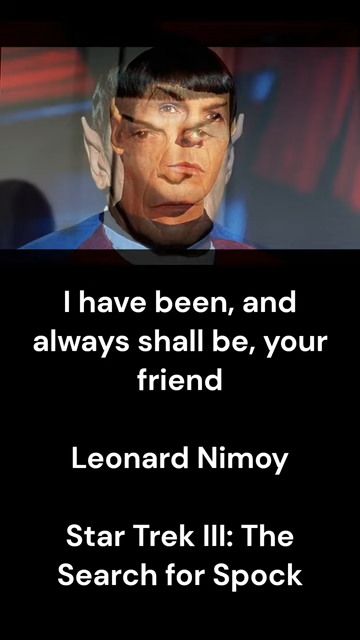 I have been, and
always shall be, your
friend
Leonard Nimoy
Star Trek III: The
Search for Spock